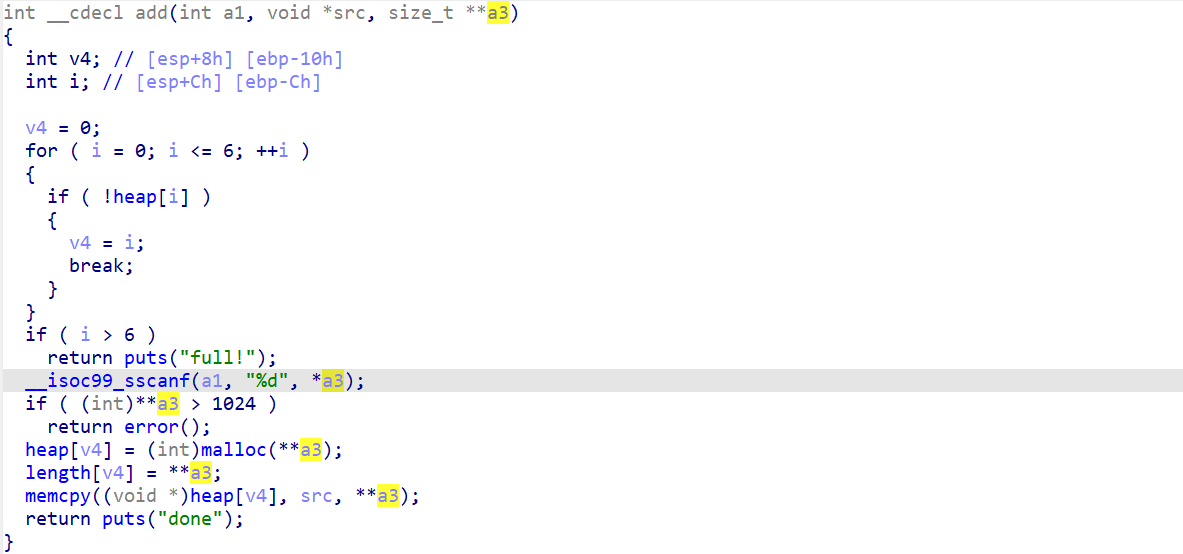 int __cdecl add(int a1, void *src, size_t **a3)
{
  int v4; // [esp+8h] [ebp-10h]
  int i; // [esp+Ch] [ebp-Ch]

  v4 = 0;
  for ( i = 0; i <= 6; ++i )
  {
    if ( !heap[i] )
    {
      v4 = i;
      break;
    }
  }
  if ( i > 6 )
    return puts("full!");
  __isoc99_sscanf(a1, "%d", *a3);
  if ( (int)**a3 > 1024 )
    return error();
  heap[v4] = (int)malloc(**a3);
  length[v4] = **a3;
  memcpy((void *)heap[v4], src, **a3);
  return puts("done");
}